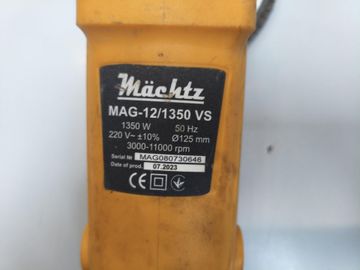 Mächtz
MAG-12/1350 VS
1350 W 50 Hz
220 V~ ±10% Ø125 mm
3000-11000 rpm
Serial № MAG080730646
Date of prod. 07.2023
CE